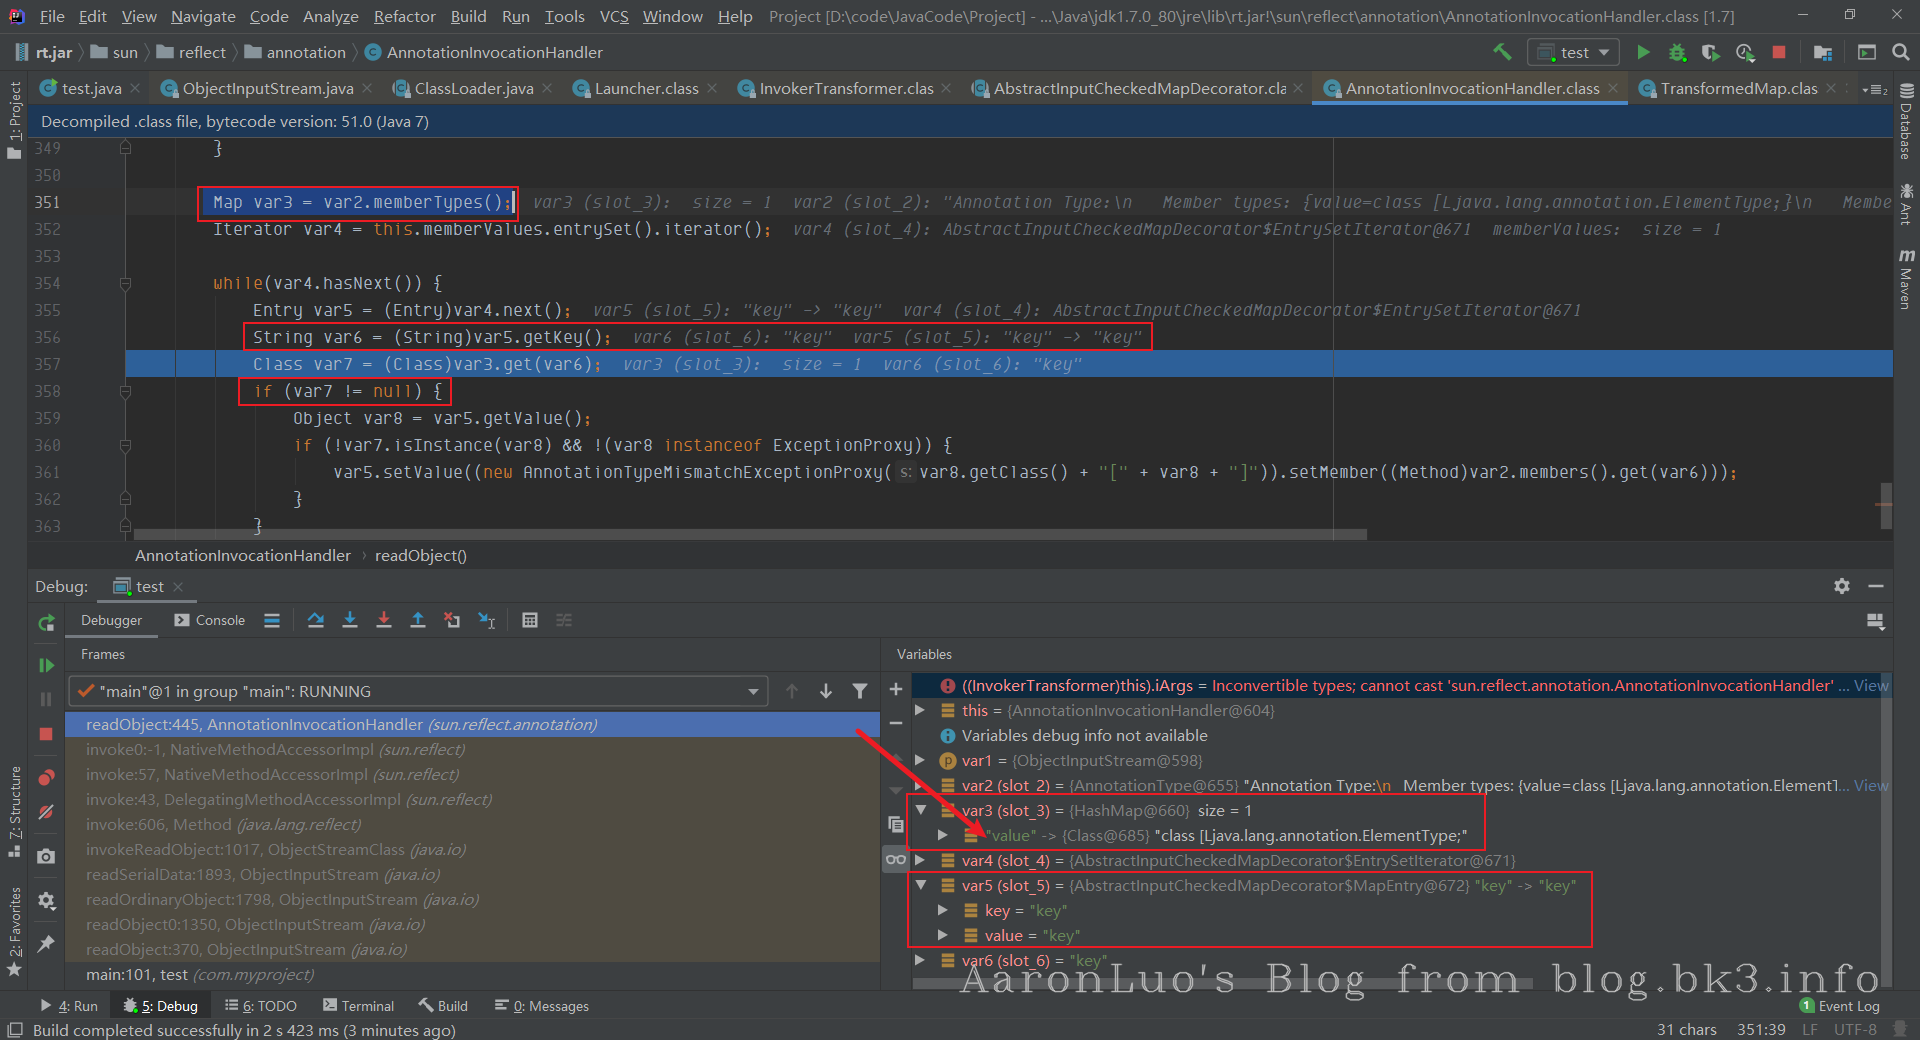 File Edit View Navigate Code Analyze Refactor Build Run Tools VCS Window Help Project [D:\code\JavaCode\Project] - ...\Java\jdk1.7.0_80\jre\lib\rt.jar!\sun\reflect\annotation\AnnotationInvocationHandler.class [1.7]
rt.jar sun reflect annotation AnnotationInvocationHandler test
test.java ObjectInputStream.java ClassLoader.java Launcher.class InvokerTransformer.clas AbstractInputCheckedMapDecorator.cla AnnotationInvocationHandler.class TransformedMap.clas
Decompiled .class file, bytecode version: 51.0 (Java 7)
349 }
350
351 Map var3 = var2.memberTypes(); var3 (slot_3): size = 1 var2 (slot_2): "Annotation Type:\n Member types: {value=class [Ljava.lang.annotation.ElementType;}\n Membe
352 Iterator var4 = this.memberValues.entrySet().iterator(); var4 (slot_4): AbstractInputCheckedMapDecorator$EntrySetIterator@671 memberValues: size = 1
353
354 while(var4.hasNext()) {
355 Entry var5 = (Entry)var4.next(); var5 (slot_5): "key" -> "key" var4 (slot_4): AbstractInputCheckedMapDecorator$EntrySetIterator@671
356 String var6 = (String)var5.getKey(); var6 (slot_6): "key" var5 (slot_5): "key" -> "key"
357 Class var7 = (Class)var3.get(var6); var3 (slot_3): size = 1 var6 (slot_6): "key"
358 if (var7 != null) {
359 Object var8 = var5.getValue();
360 if (!var7.isInstance(var8) && !(var8 instanceof ExceptionProxy)) {
361 var5.setValue((new AnnotationTypeMismatchExceptionProxy( s: var8.getClass() + "[" + var8 + "]")).setMember((Method)var2.members().get(var6)));
362 }
363 }
AnnotationInvocationHandler › readObject()
1: Project
7: Structure
2: Favorites
Database
Ant
Maven
Debug: test
Debugger Console
Frames
"main"@1 in group "main": RUNNING
readObject:445, AnnotationInvocationHandler (sun.reflect.annotation)
invoke0:-1, NativeMethodAccessorImpl (sun.reflect)
invoke:57, NativeMethodAccessorImpl (sun.reflect)
invoke:43, DelegatingMethodAccessorImpl (sun.reflect)
invoke:606, Method (java.lang.reflect)
invokeReadObject:1017, ObjectStreamClass (java.io)
readSerialData:1893, ObjectInputStream (java.io)
readOrdinaryObject:1798, ObjectInputStream (java.io)
readObject0:1350, ObjectInputStream (java.io)
readObject:370, ObjectInputStream (java.io)
main:101, test (com.myproject)
Variables
((InvokerTransformer)this).iArgs = Inconvertible types; cannot cast 'sun.reflect.annotation.AnnotationInvocationHandler' ... View
this = {AnnotationInvocationHandler@604}
Variables debug info not available
var1 = {ObjectInputStream@598}
var2 (slot_2) = {AnnotationType@655} "Annotation Type:\n Member types: {value=class [Ljava.lang.annotation.ElementT... View
var3 (slot_3) = {HashMap@660} size = 1
"value" -> {Class@685} "class [Ljava.lang.annotation.ElementType;"
var4 (slot_4) = {AbstractInputCheckedMapDecorator$EntrySetIterator@671}
var5 (slot_5) = {AbstractInputCheckedMapDecorator$MapEntry@672} "key" -> "key"
key = "key"
value = "key"
var6 (slot_6) = "key"
AaronLuo's Blog from blog.bk3.info
4: Run 5: Debug 6: TODO Terminal Build 0: Messages 1 Event Log
Build completed successfully in 2 s 423 ms (3 minutes ago) 31 chars 351:39 LF UTF-8